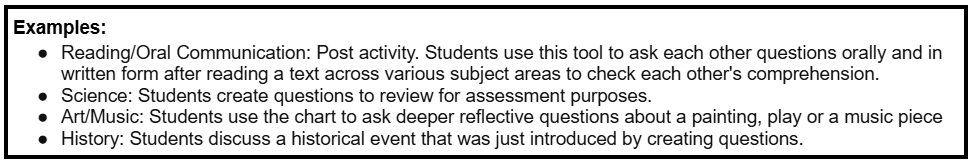 Examples:
● Reading/Oral Communication: Post activity. Students use this tool to ask each other questions orally and in
written form after reading a text across various subject areas to check each other's comprehension.
● Science: Students create questions to review for assessment purposes.
● Art/Music: Students use the chart to ask deeper reflective questions about a painting, play or a music piece
● History: Students discuss a historical event that was just introduced by creating questions.